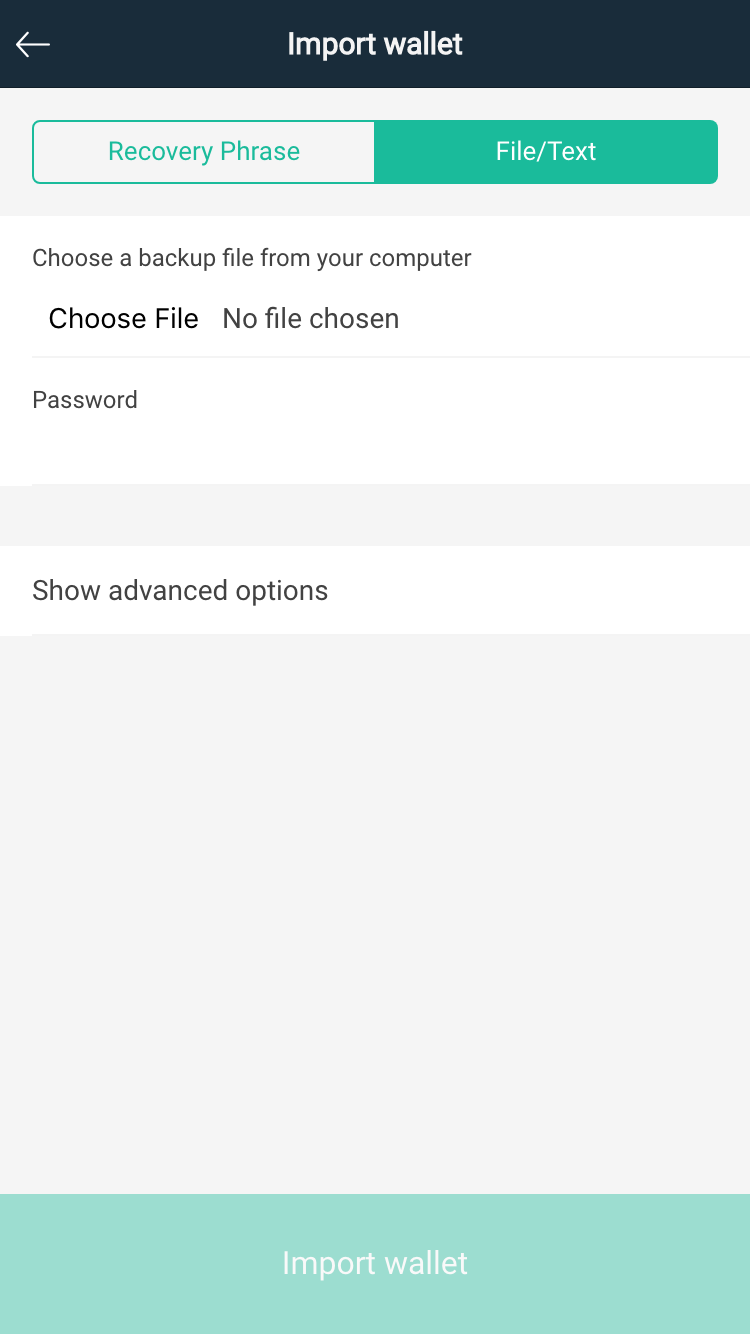 Import wallet
Recovery Phrase
File/Text
Choose a backup file from your computer
Choose File No file chosen
Password
Show advanced options
Import wallet